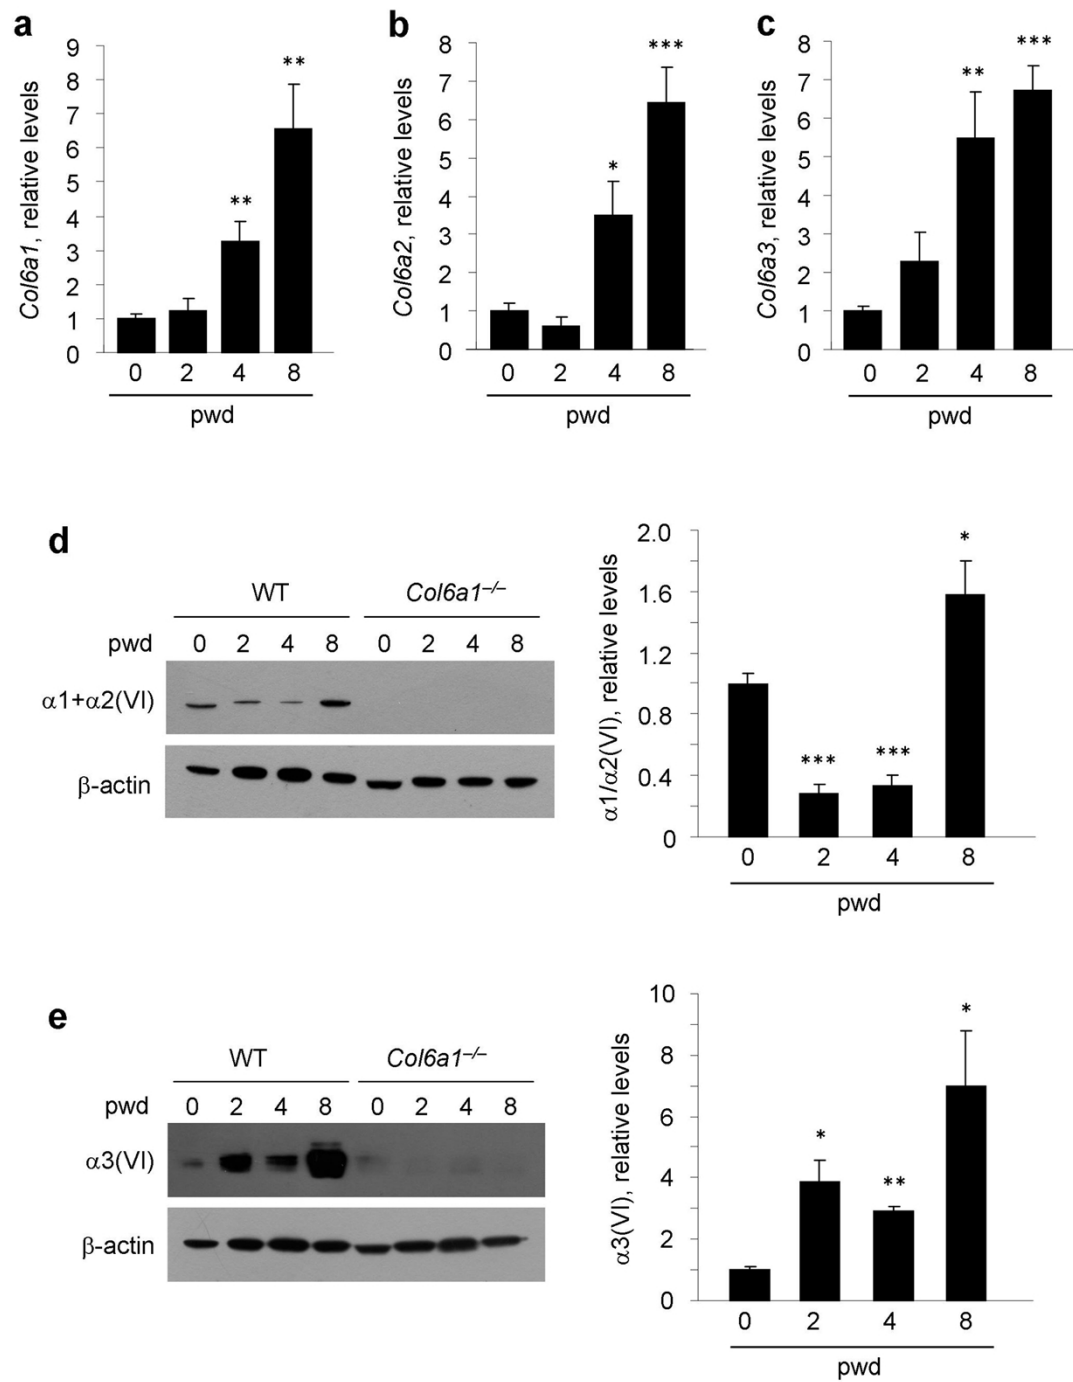 a
Col6a1, relative levels
9
8
7
6
5
4
3
2
1
0
**
**
0 2 4 8
pwd
b
Col6a2, relative levels
8
7
6
5
4
3
2
1
0
*
***
0 2 4 8
pwd
c
Col6a3, relative levels
8
7
6
5
4
3
2
1
0
**
***
0 2 4 8
pwd
d
WT Col6a1–/–
pwd 0 2 4 8 0 2 4 8
α1+α2(VI)
β-actin
α1/α2(VI), relative levels
2.0
1.6
1.2
0.8
0.4
0
***
***
*
0 2 4 8
pwd
e
WT Col6a1–/–
pwd 0 2 4 8 0 2 4 8
α3(VI)
β-actin
α3(VI), relative levels
10
8
6
4
2
0
*
**
*
0 2 4 8
pwd